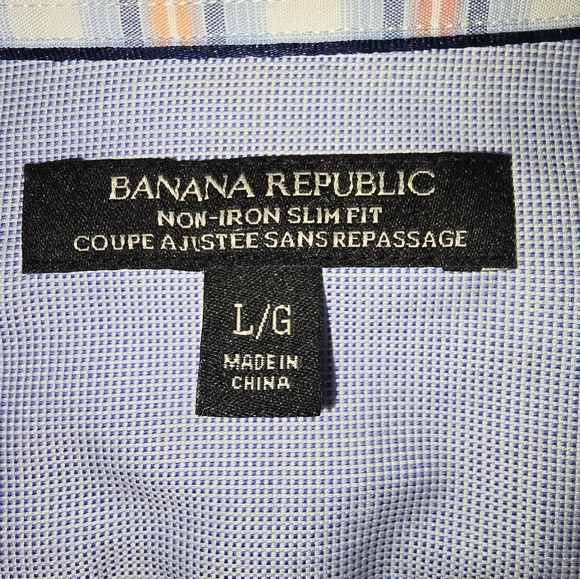 BANANA REPUBLIC
NON-IRON SLIM FIT
COUPE AJUSTÉE SANS REPASSAGE
L/G
MADE IN
CHINA